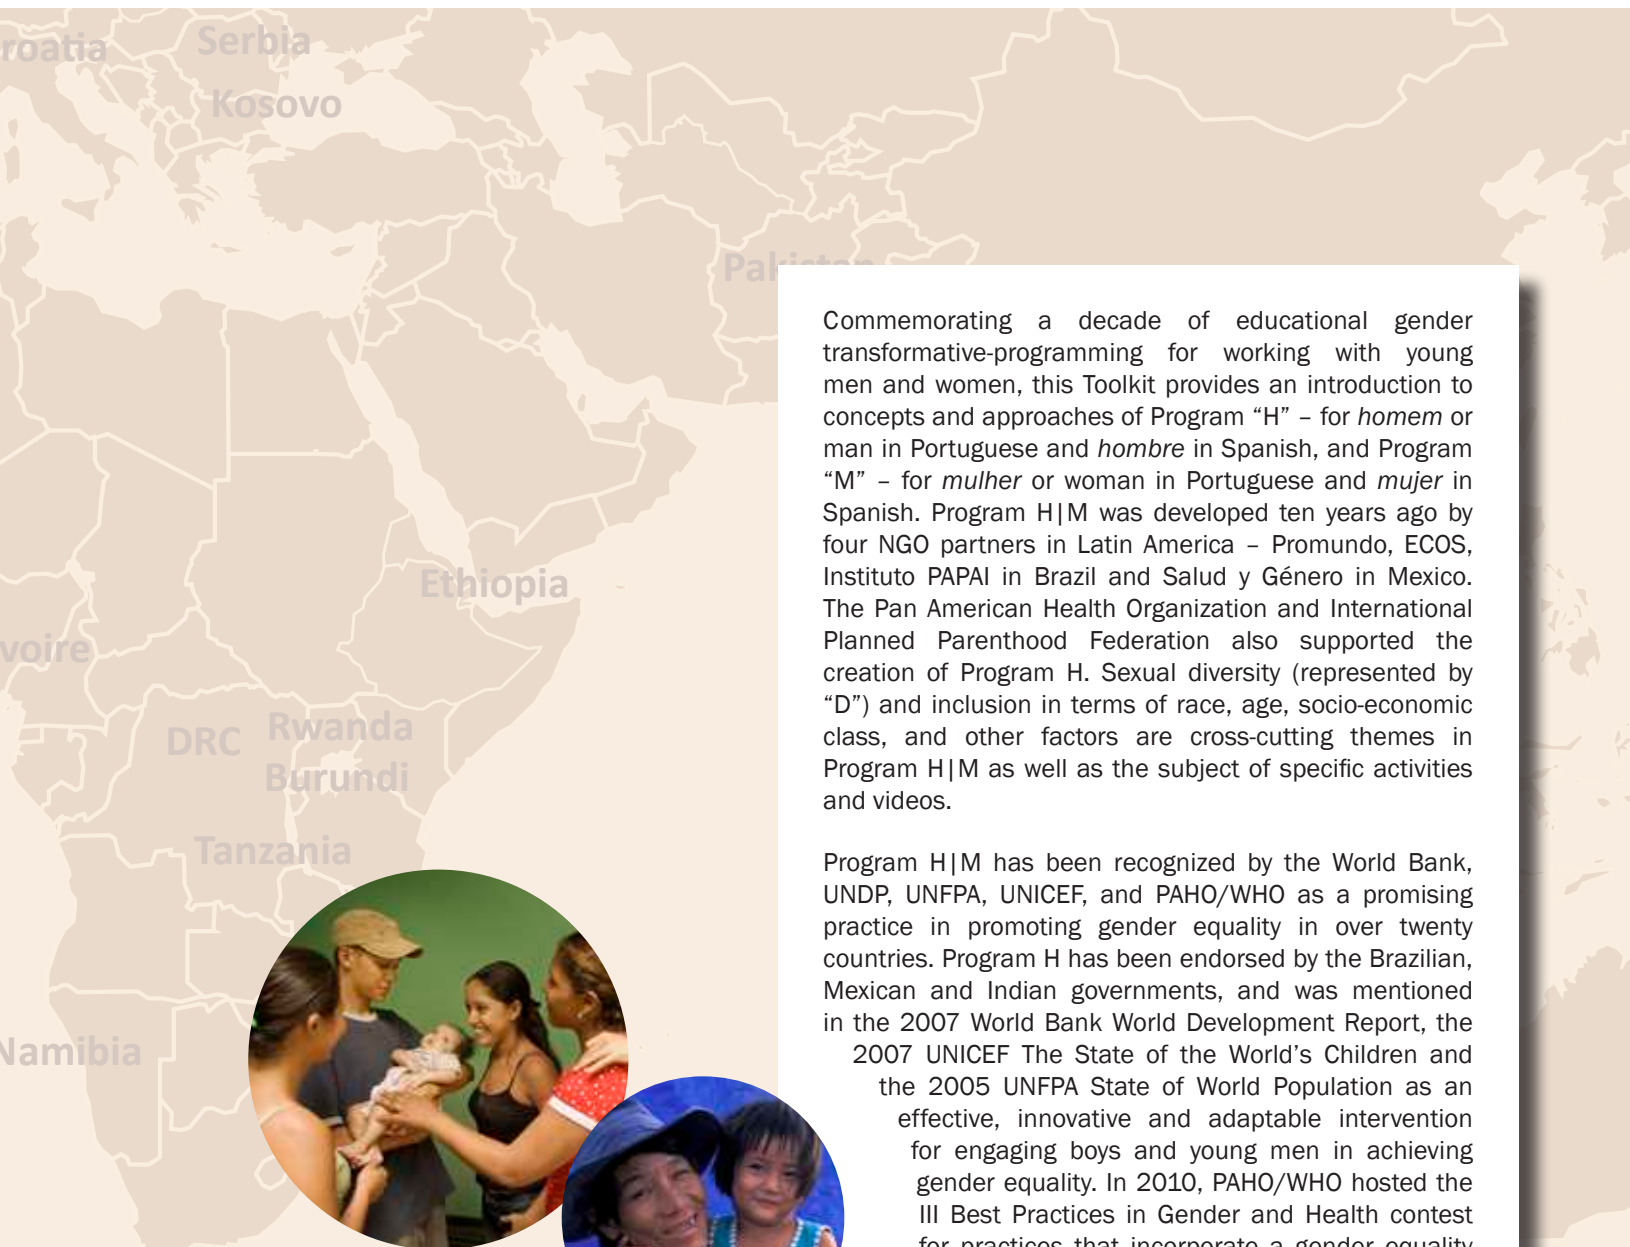 roatia
Serbia
Kosovo
Commemorating a decade of educational gender
transformative-programming for working with young
men and women, this Toolkit provides an introduction to
concepts and approaches of Program “H” – for homem or
man in Portuguese and hombre in Spanish, and Program
“M” – for mulher or woman in Portuguese and mujer in
Spanish. Program H|M was developed ten years ago by
four NGO partners in Latin America – Promundo, ECOS,
Instituto PAPAI in Brazil and Salud y Género in Mexico.
The Pan American Health Organization and International
Planned Parenthood Federation also supported the
creation of Program H. Sexual diversity (represented by
“D”) and inclusion in terms of race, age, socio-economic
class, and other factors are cross-cutting themes in
Program H|M as well as the subject of specific activities
and videos.
Program H|M has been recognized by the World Bank,
UNDP, UNFPA, UNICEF, and PAHO/WHO as a promising
practice in promoting gender equality in over twenty
countries. Program H has been endorsed by the Brazilian,
Mexican and Indian governments, and was mentioned
in the 2007 World Bank World Development Report, the
2007 UNICEF The State of the World’s Children and
the 2005 UNFPA State of World Population as an
effective, innovative and adaptable intervention
for engaging boys and young men in achieving
gender equality. In 2010, PAHO/WHO hosted the
III Best Practices in Gender and Health contest
for practices that incorporate a gender equality
Pakistan
Ethiopia
voire
DRC
Rwanda
Burundi
Tanzania
Namibia